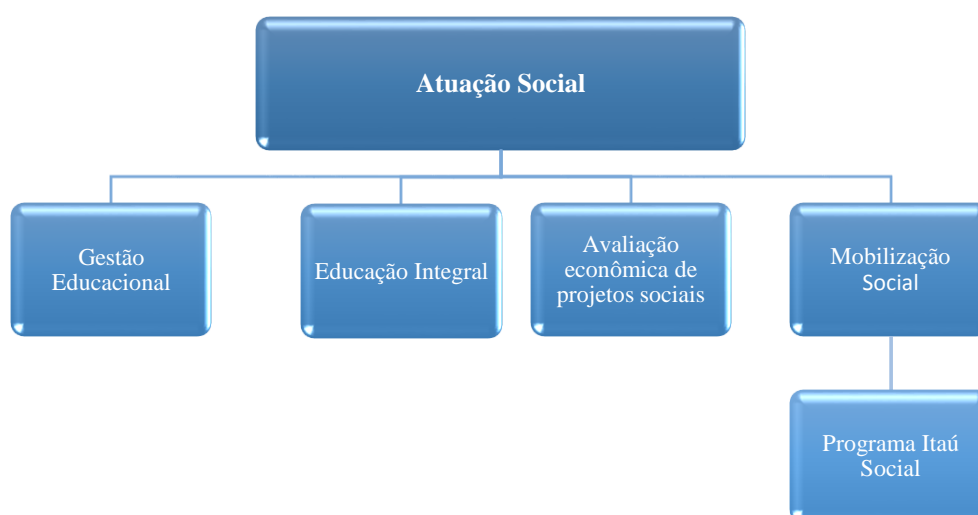 Atuação Social
Gestão
Educacional
Educação Integral
Avaliação
econômica de
projetos sociais
Mobilização
Social
Programa Itaú
Social